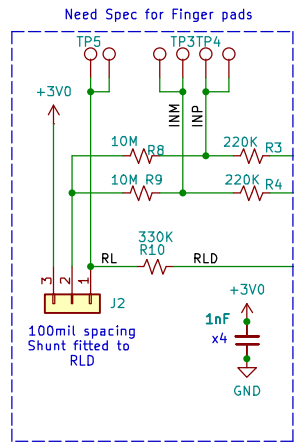 Need Spec for Finger pads
TP5
TP3TP4
+3V0
INM
INP
10M
R8
220K
R3
10M R9
220K
R4
330K
RL
R10
RLD
3
2
1
J2
+3V0
100mil spacing
Shunt fitted to
RLD
1nF
x4
GND